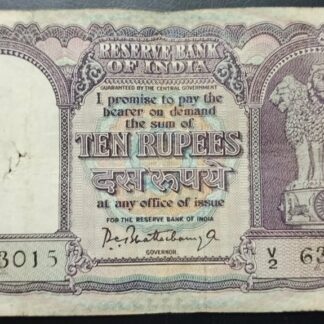 RESERVE BANK
OF INDIA
GUARANTEED BY THE CENTRAL GOVERNMENT
I promise to pay the
bearer on demand
the sum of
TEN RUPEES
दस रूपये
at any office of issue
FOR THE RESERVE BANK OF INDIA
GOVERNOR
3015
V/2 63